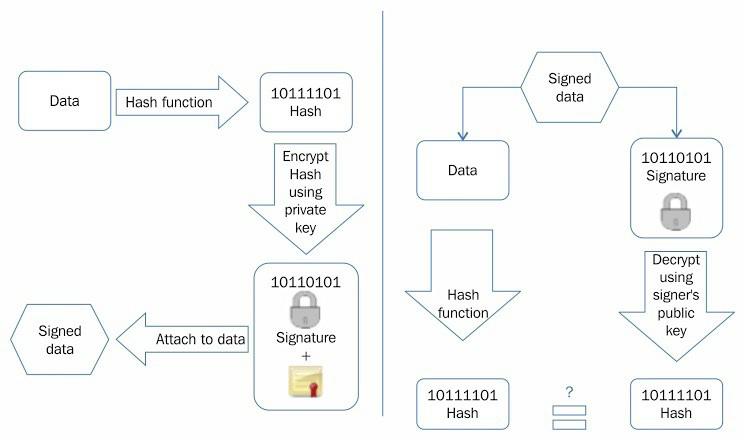 Data
Hash function
10111101
Hash
Encrypt
Hash
using
private
key
10110101
Signature
+
Attach to data
Signed
data
Signed
data
Data
10110101
Signature
Hash
function
Decrypt
using
signer's
public
key
10111101
Hash
?
10111101
Hash